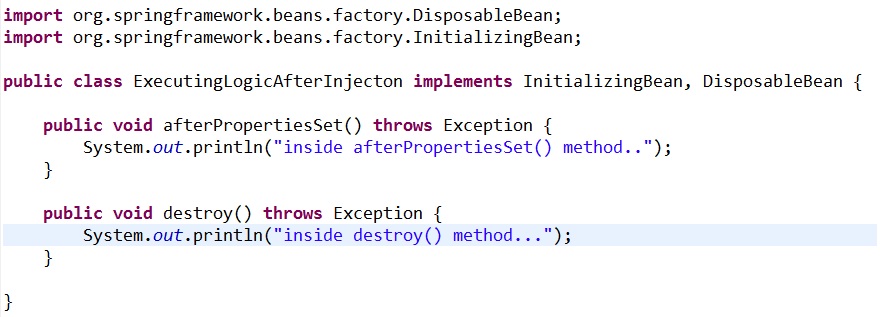 import org.springframework.beans.factory.DisposableBean;
import org.springframework.beans.factory.InitializingBean;
public class ExecutingLogicAfterInjecton implements InitializingBean, DisposableBean {
public void afterPropertiesSet() throws Exception {
System.out.println("inside afterPropertiesSet() method..");
}
public void destroy() throws Exception {
System.out.println("inside destroy() method...");
}
}